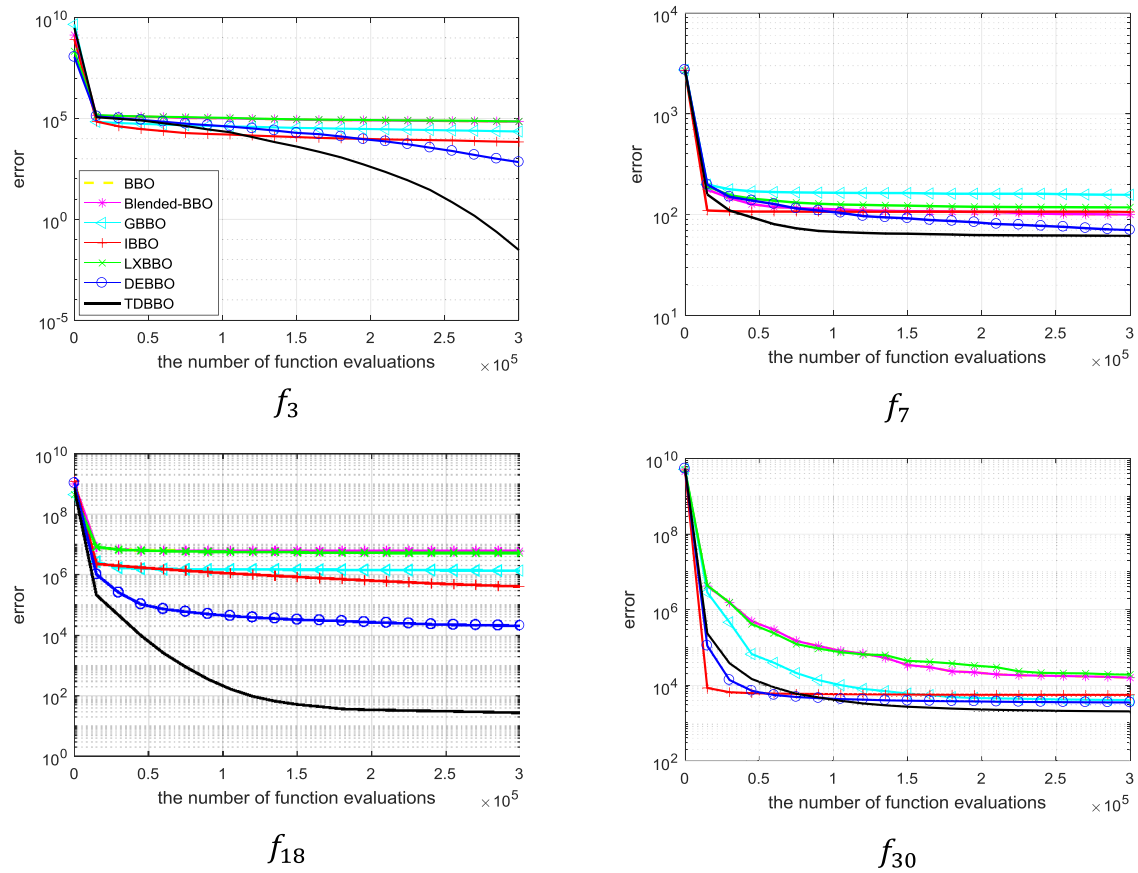 10^10
10^5
10^0
10^-5
error
BBO
Blended-BBO
GBBO
IBBO
LXBBO
DEBBO
TDBBO
0 0.5 1 1.5 2 2.5 3
the number of function evaluations
×10^5
f_3
10^4
10^3
10^2
10^1
error
0 0.5 1 1.5 2 2.5 3
the number of function evaluations
×10^5
f_7
10^10
10^8
10^6
10^4
10^2
10^0
error
0 0.5 1 1.5 2 2.5 3
the number of function evaluations
×10^5
f_18
10^10
10^8
10^6
10^4
10^2
error
0 0.5 1 1.5 2 2.5 3
the number of function evaluations
×10^5
f_30